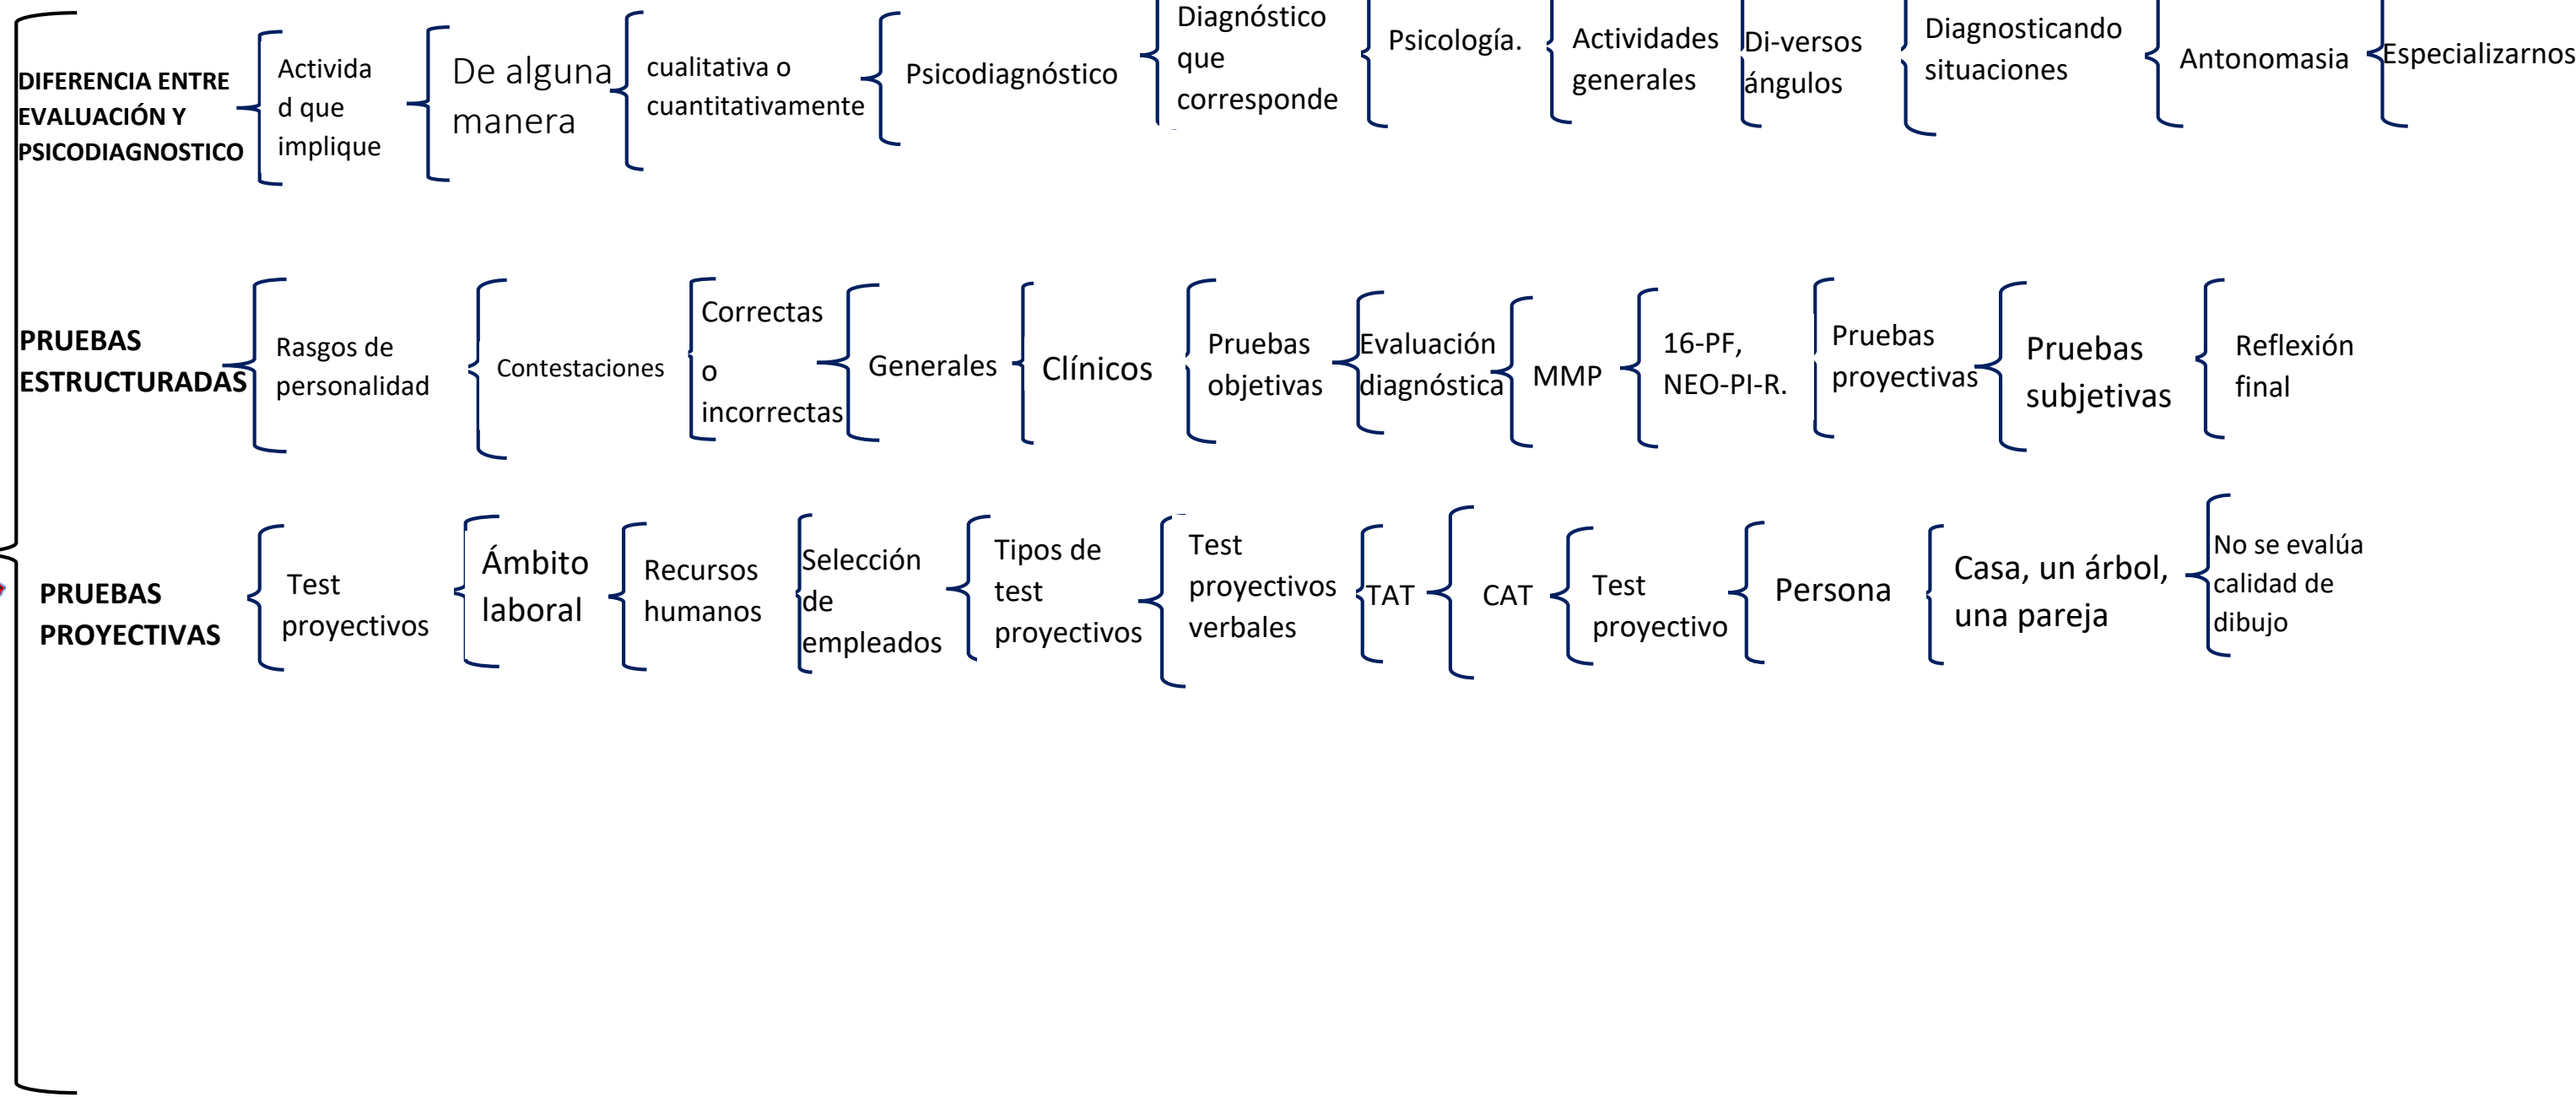 DIFERENCIA ENTRE
EVALUACIÓN Y
PSICODIAGNOSTICO
Activida
d que
implique
De alguna
manera
cualitativa o
cuantitativamente
Psicodiagnóstico
Diagnóstico
que
corresponde
Psicología.
Actividades
generales
Di-versos
ángulos
Diagnosticando
situaciones
Antonomasia
Especializarnos
PRUEBAS
ESTRUCTURADAS
Rasgos de
personalidad
Contestaciones
Correctas
o
incorrectas
Generales
Clínicos
Pruebas
objetivas
Evaluación
diagnóstica
MMP
16-PF,
NEO-PI-R.
Pruebas
proyectivas
Pruebas
subjetivas
Reflexión
final
PRUEBAS
PROYECTIVAS
Test
proyectivos
Ámbito
laboral
Recursos
humanos
Selección
de
empleados
Tipos de
test
proyectivos
Test
proyectivos
verbales
TAT
CAT
Test
proyectivo
Persona
Casa, un árbol,
una pareja
No se evalúa
calidad de
dibujo